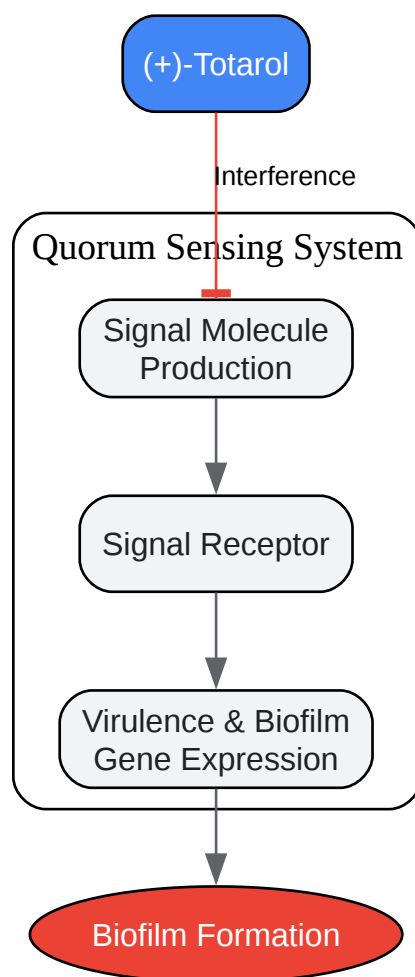 (+)-Totarol
Interference
Quorum Sensing System
Signal Molecule
Production
Signal Receptor
Virulence & Biofilm
Gene Expression
Biofilm Formation